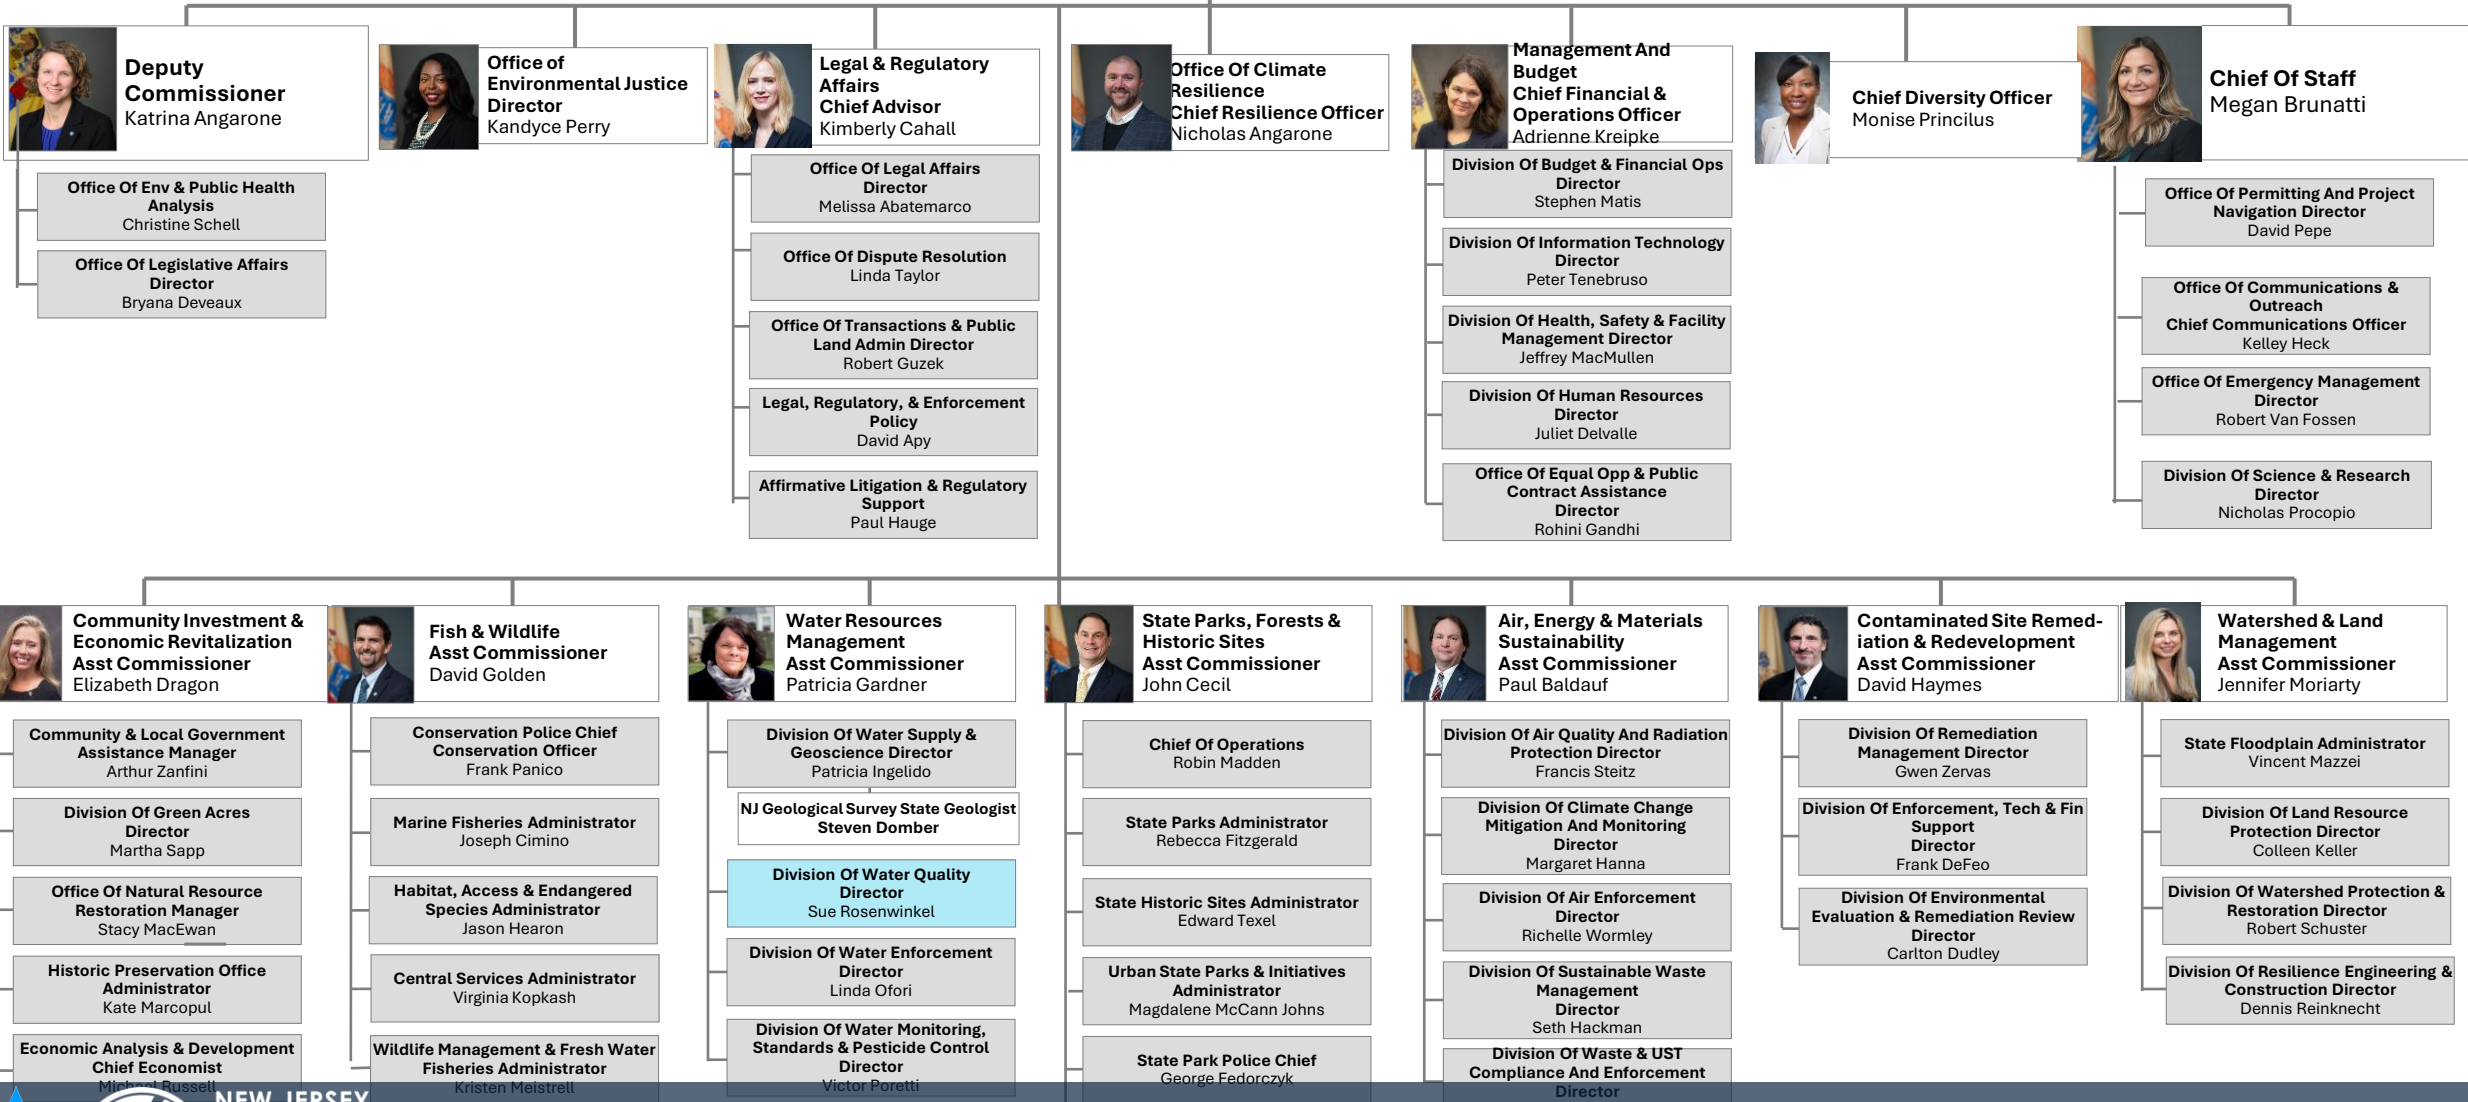 Deputy
Commissioner
Katrina Angarone
Office Of Env & Public Health
Analysis
Christine Schell
Office Of Legislative Affairs
Director
Bryana Deveaux
Office of
Environmental Justice
Director
Kandyce Perry
Legal & Regulatory
Affairs
Chief Advisor
Kimberly Cahall
Office Of Legal Affairs
Director
Melissa Abatemarco
Office Of Dispute Resolution
Linda Taylor
Office Of Transactions & Public
Land Admin Director
Robert Guzek
Legal, Regulatory, & Enforcement
Policy
David Apy
Affirmative Litigation & Regulatory
Support
Paul Hauge
Office Of Climate
Resilience
Chief Resilience Officer
Nicholas Angarone
Management And
Budget
Chief Financial &
Operations Officer
Adrienne Kreipke
Division Of Budget & Financial Ops
Director
Stephen Matis
Division Of Information Technology
Director
Peter Tenebruso
Division Of Health, Safety & Facility
Management Director
Jeffrey MacMullen
Division Of Human Resources
Director
Juliet Delvalle
Office Of Equal Opp & Public
Contract Assistance
Director
Rohini Gandhi
Chief Diversity Officer
Monise Princilus
Chief Of Staff
Megan Brunatti
Office Of Permitting And Project
Navigation Director
David Pepe
Office Of Communications &
Outreach
Chief Communications Officer
Kelley Heck
Office Of Emergency Management
Director
Robert Van Fossen
Division Of Science & Research
Director
Nicholas Procopio
Community Investment &
Economic Revitalization
Asst Commissioner
Elizabeth Dragon
Community & Local Government
Assistance Manager
Arthur Zanfini
Division Of Green Acres
Director
Martha Sapp
Office Of Natural Resource
Restoration Manager
Stacy MacEwan
Historic Preservation Office
Administrator
Kate Marcopul
Economic Analysis & Development
Chief Economist
Michael Russell
Fish & Wildlife
Asst Commissioner
David Golden
Conservation Police Chief
Conservation Officer
Frank Panico
Marine Fisheries Administrator
Joseph Cimino
Habitat, Access & Endangered
Species Administrator
Jason Hearon
Central Services Administrator
Virginia Kopkash
Wildlife Management & Fresh Water
Fisheries Administrator
Kristen Meistrell
Water Resources
Management
Asst Commissioner
Patricia Gardner
Division Of Water Supply &
Geoscience Director
Patricia Ingelido
NJ Geological Survey State Geologist
Steven Domber
Division Of Water Quality
Director
Sue Rosenwinkel
Division Of Water Enforcement
Director
Linda Ofori
Division Of Water Monitoring,
Standards & Pesticide Control
Director
Victor Poretti
State Parks, Forests &
Historic Sites
Asst Commissioner
John Cecil
Chief Of Operations
Robin Madden
State Parks Administrator
Rebecca Fitzgerald
State Historic Sites Administrator
Edward Texel
Urban State Parks & Initiatives
Administrator
Magdalene McCann Johns
State Park Police Chief
George Fedorczyk
Air, Energy & Materials
Sustainability
Asst Commissioner
Paul Baldauf
Division Of Air Quality And Radiation
Protection Director
Francis Steitz
Division Of Climate Change
Mitigation And Monitoring
Director
Margaret Hanna
Division Of Air Enforcement
Director
Richelle Wormley
Division Of Sustainable Waste
Management
Director
Seth Hackman
Division Of Waste & UST
Compliance And Enforcement
Director
Contaminated Site Remed-
iation & Redevelopment
Asst Commissioner
David Haymes
Division Of Remediation
Management Director
Gwen Zervas
Division Of Enforcement, Tech & Fin
Support
Director
Frank DeFeo
Division Of Environmental
Evaluation & Remediation Review
Director
Carlton Dudley
Watershed & Land
Management
Asst Commissioner
Jennifer Moriarty
State Floodplain Administrator
Vincent Mazzei
Division Of Land Resource
Protection Director
Colleen Keller
Division Of Watershed Protection &
Restoration Director
Robert Schuster
Division Of Resilience Engineering &
Construction Director
Dennis Reinknecht
NEW JERSEY